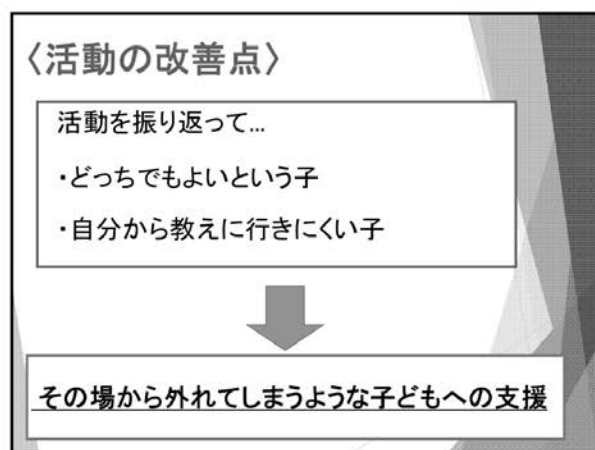 〈活動の改善点〉
活動を振り返って...
・どっちでもよいという子
・自分から教えに行きにくい子
その場から外れてしまうような子どもへの支援